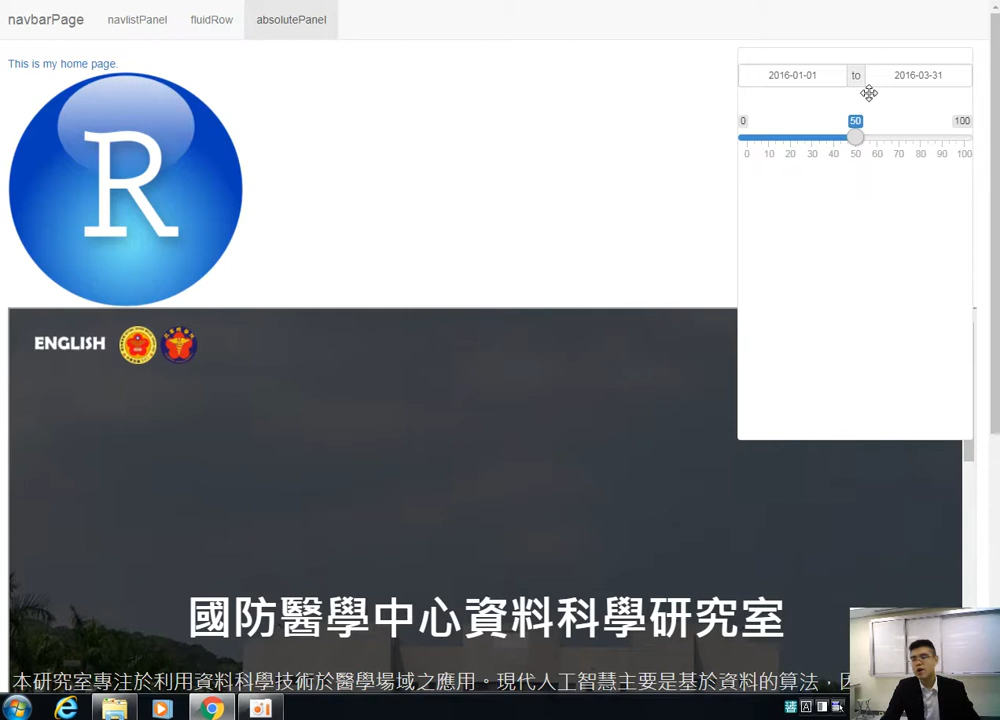 navbarPage navlistPanel fluidRow absolutePanel
This is my home page.
2016-01-01 to 2016-03-31
0 50 100
0 10 20 30 40 50 60 70 80 90 100
R
ENGLISH
國防醫學中心資料科學研究室
本研究室專注於利用資料科學技術於醫學場域之應用。現代人工智慧主要是基於資料的算法，因